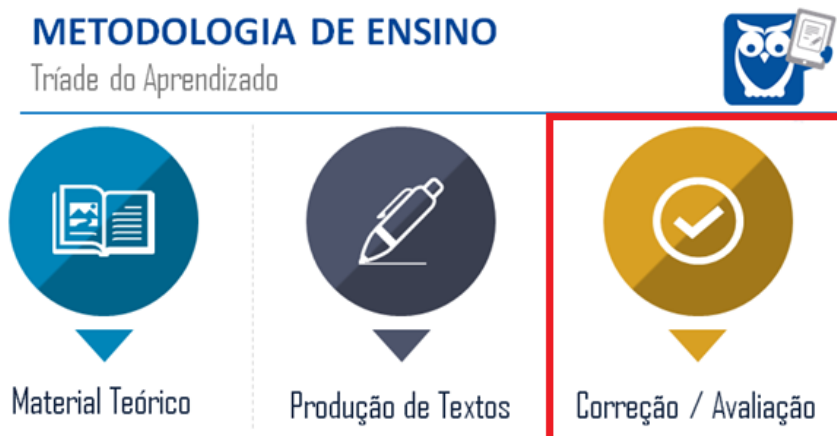 METODOLOGIA DE ENSINO
Tríade do Aprendizado
Material Teórico
Produção de Textos
Correção / Avaliação